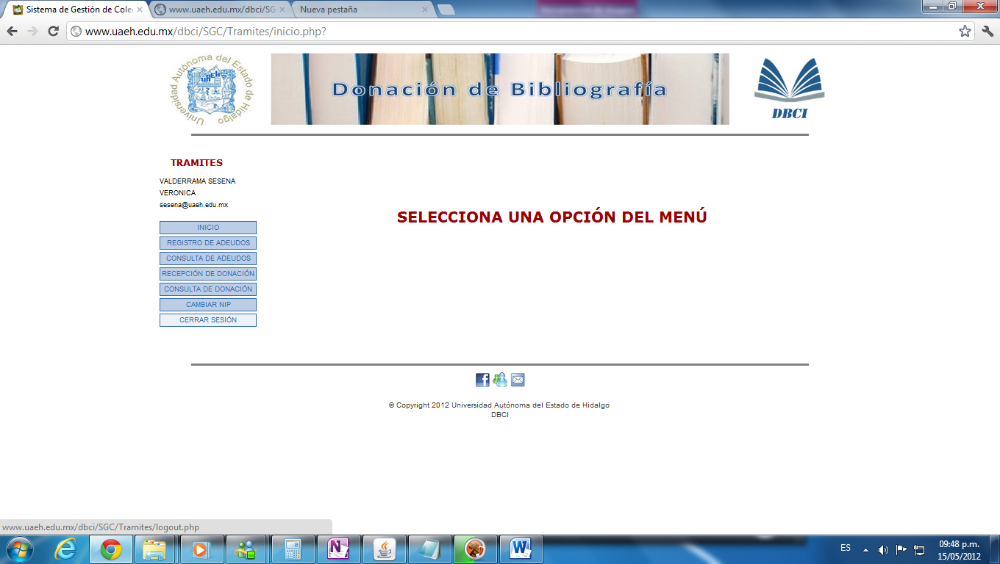 Sistema de Gestión de Cole
www.uaeh.edu.mx/dbci/SG
Nueva pestaña
www.uaeh.edu.mx/dbci/SGC/Tramites/inicio.php?
Universidad Autónoma del Estado de Hidalgo
UAEH
Donación de Bibliografía
DBCI
TRAMITES
VALDERRAMA SESENA
VERONICA
sesena@uaeh.edu.mx
INICIO
REGISTRO DE ADEUDOS
CONSULTA DE ADEUDOS
RECEPCIÓN DE DONACIÓN
CONSULTA DE DONACIÓN
CAMBIAR NIP
CERRAR SESIÓN
SELECCIONA UNA OPCIÓN DEL MENÚ
© Copyright 2012 Universidad Autónoma del Estado de Hidalgo
DBCI
www.uaeh.edu.mx/dbci/SGC/Tramites/logout.php
ES
09:48 p.m.
15/05/2012